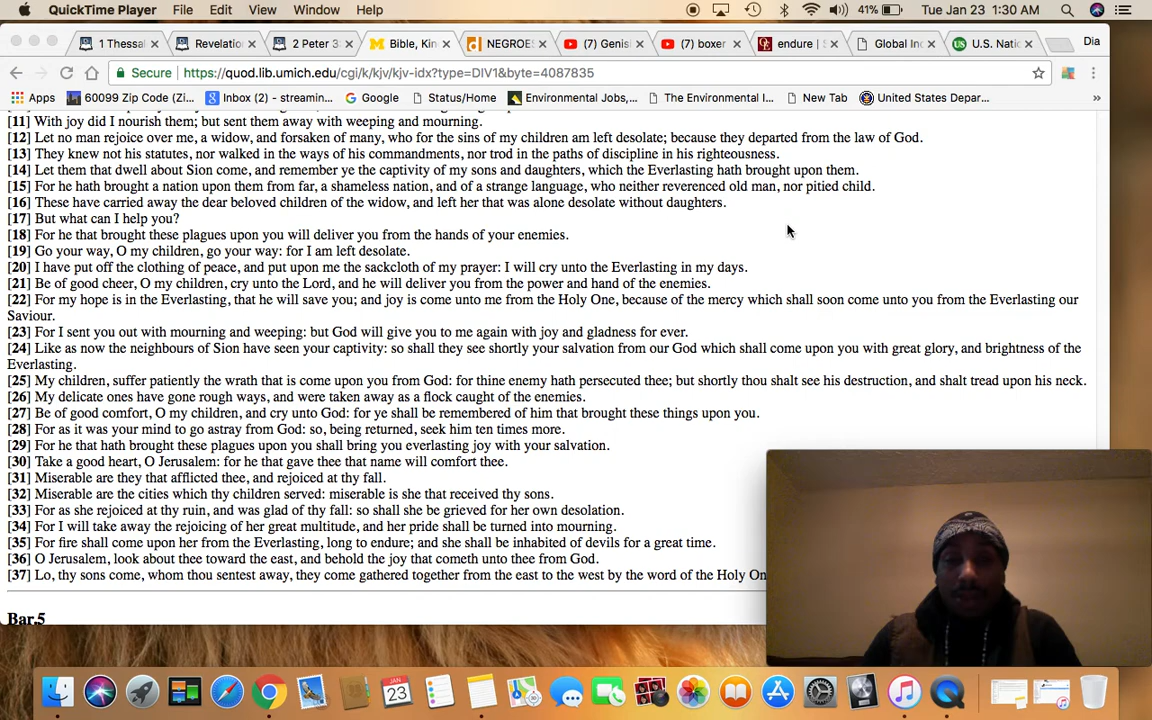 QuickTime Player File Edit View Window Help 41% Tue Jan 23 1:30 AM
1 Thessal Revelatio 2 Peter 3 Bible, Kin NEGROES (7) Genis (7) boxer endure | S Global Inc U.S. Nati Dia
Secure https://quod.lib.umich.edu/cgi/k/kjv/kjv-idx?type=DIV1&byte=4087835
Apps 60099 Zip Code (Zi... Inbox (2) - streamin... Google Status/Home Environmental Jobs,... The Environmental I... New Tab United States Depar... »
[11] With joy did I nourish them; but sent them away with weeping and mourning.
[12] Let no man rejoice over me, a widow, and forsaken of many, who for the sins of my children am left desolate; because they departed from the law of God.
[13] They knew not his statutes, nor walked in the ways of his commandments, nor trod in the paths of discipline in his righteousness.
[14] Let them that dwell about Sion come, and remember ye the captivity of my sons and daughters, which the Everlasting hath brought upon them.
[15] For he hath brought a nation upon them from far, a shameless nation, and of a strange language, who neither reverenced old man, nor pitied child.
[16] These have carried away the dear beloved children of the widow, and left her that was alone desolate without daughters.
[17] But what can I help you?
[18] For he that brought these plagues upon you will deliver you from the hands of your enemies.
[19] Go your way, O my children, go your way: for I am left desolate.
[20] I have put off the clothing of peace, and put upon me the sackcloth of my prayer: I will cry unto the Everlasting in my days.
[21] Be of good cheer, O my children, cry unto the Lord, and he will deliver you from the power and hand of the enemies.
[22] For my hope is in the Everlasting, that he will save you; and joy is come unto me from the Holy One, because of the mercy which shall soon come unto you from the Everlasting our
Saviour.
[23] For I sent you out with mourning and weeping: but God will give you to me again with joy and gladness for ever.
[24] Like as now the neighbours of Sion have seen your captivity: so shall they see shortly your salvation from our God which shall come upon you with great glory, and brightness of the
Everlasting.
[25] My children, suffer patiently the wrath that is come upon you from God: for thine enemy hath persecuted thee; but shortly thou shalt see his destruction, and shalt tread upon his neck.
[26] My delicate ones have gone rough ways, and were taken away as a flock caught of the enemies.
[27] Be of good comfort, O my children, and cry unto God: for ye shall be remembered of him that brought these things upon you.
[28] For as it was your mind to go astray from God: so, being returned, seek him ten times more.
[29] For he that hath brought these plagues upon you shall bring you everlasting joy with your salvation.
[30] Take a good heart, O Jerusalem: for he that gave thee that name will comfort thee.
[31] Miserable are they that afflicted thee, and rejoiced at thy fall.
[32] Miserable are the cities which thy children served: miserable is she that received thy sons.
[33] For as she rejoiced at thy ruin, and was glad of thy fall: so shall she be grieved for her own desolation.
[34] For I will take away the rejoicing of her great multitude, and her pride shall be turned into mourning.
[35] For fire shall come upon her from the Everlasting, long to endure; and she shall be inhabited of devils for a great time.
[36] O Jerusalem, look about thee toward the east, and behold the joy that cometh unto thee from God.
[37] Lo, thy sons come, whom thou sentest away, they come gathered together from the east to the west by the word of the Holy On
Bar.5
JAN
23